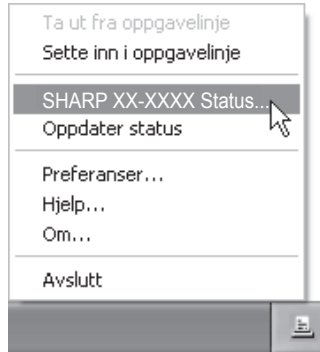 Ta ut fra oppgavelinje
Sette inn i oppgavelinje
SHARP XX-XXXX Status...
Oppdater status
Preferanser...
Hjelp...
Om...
Avslutt